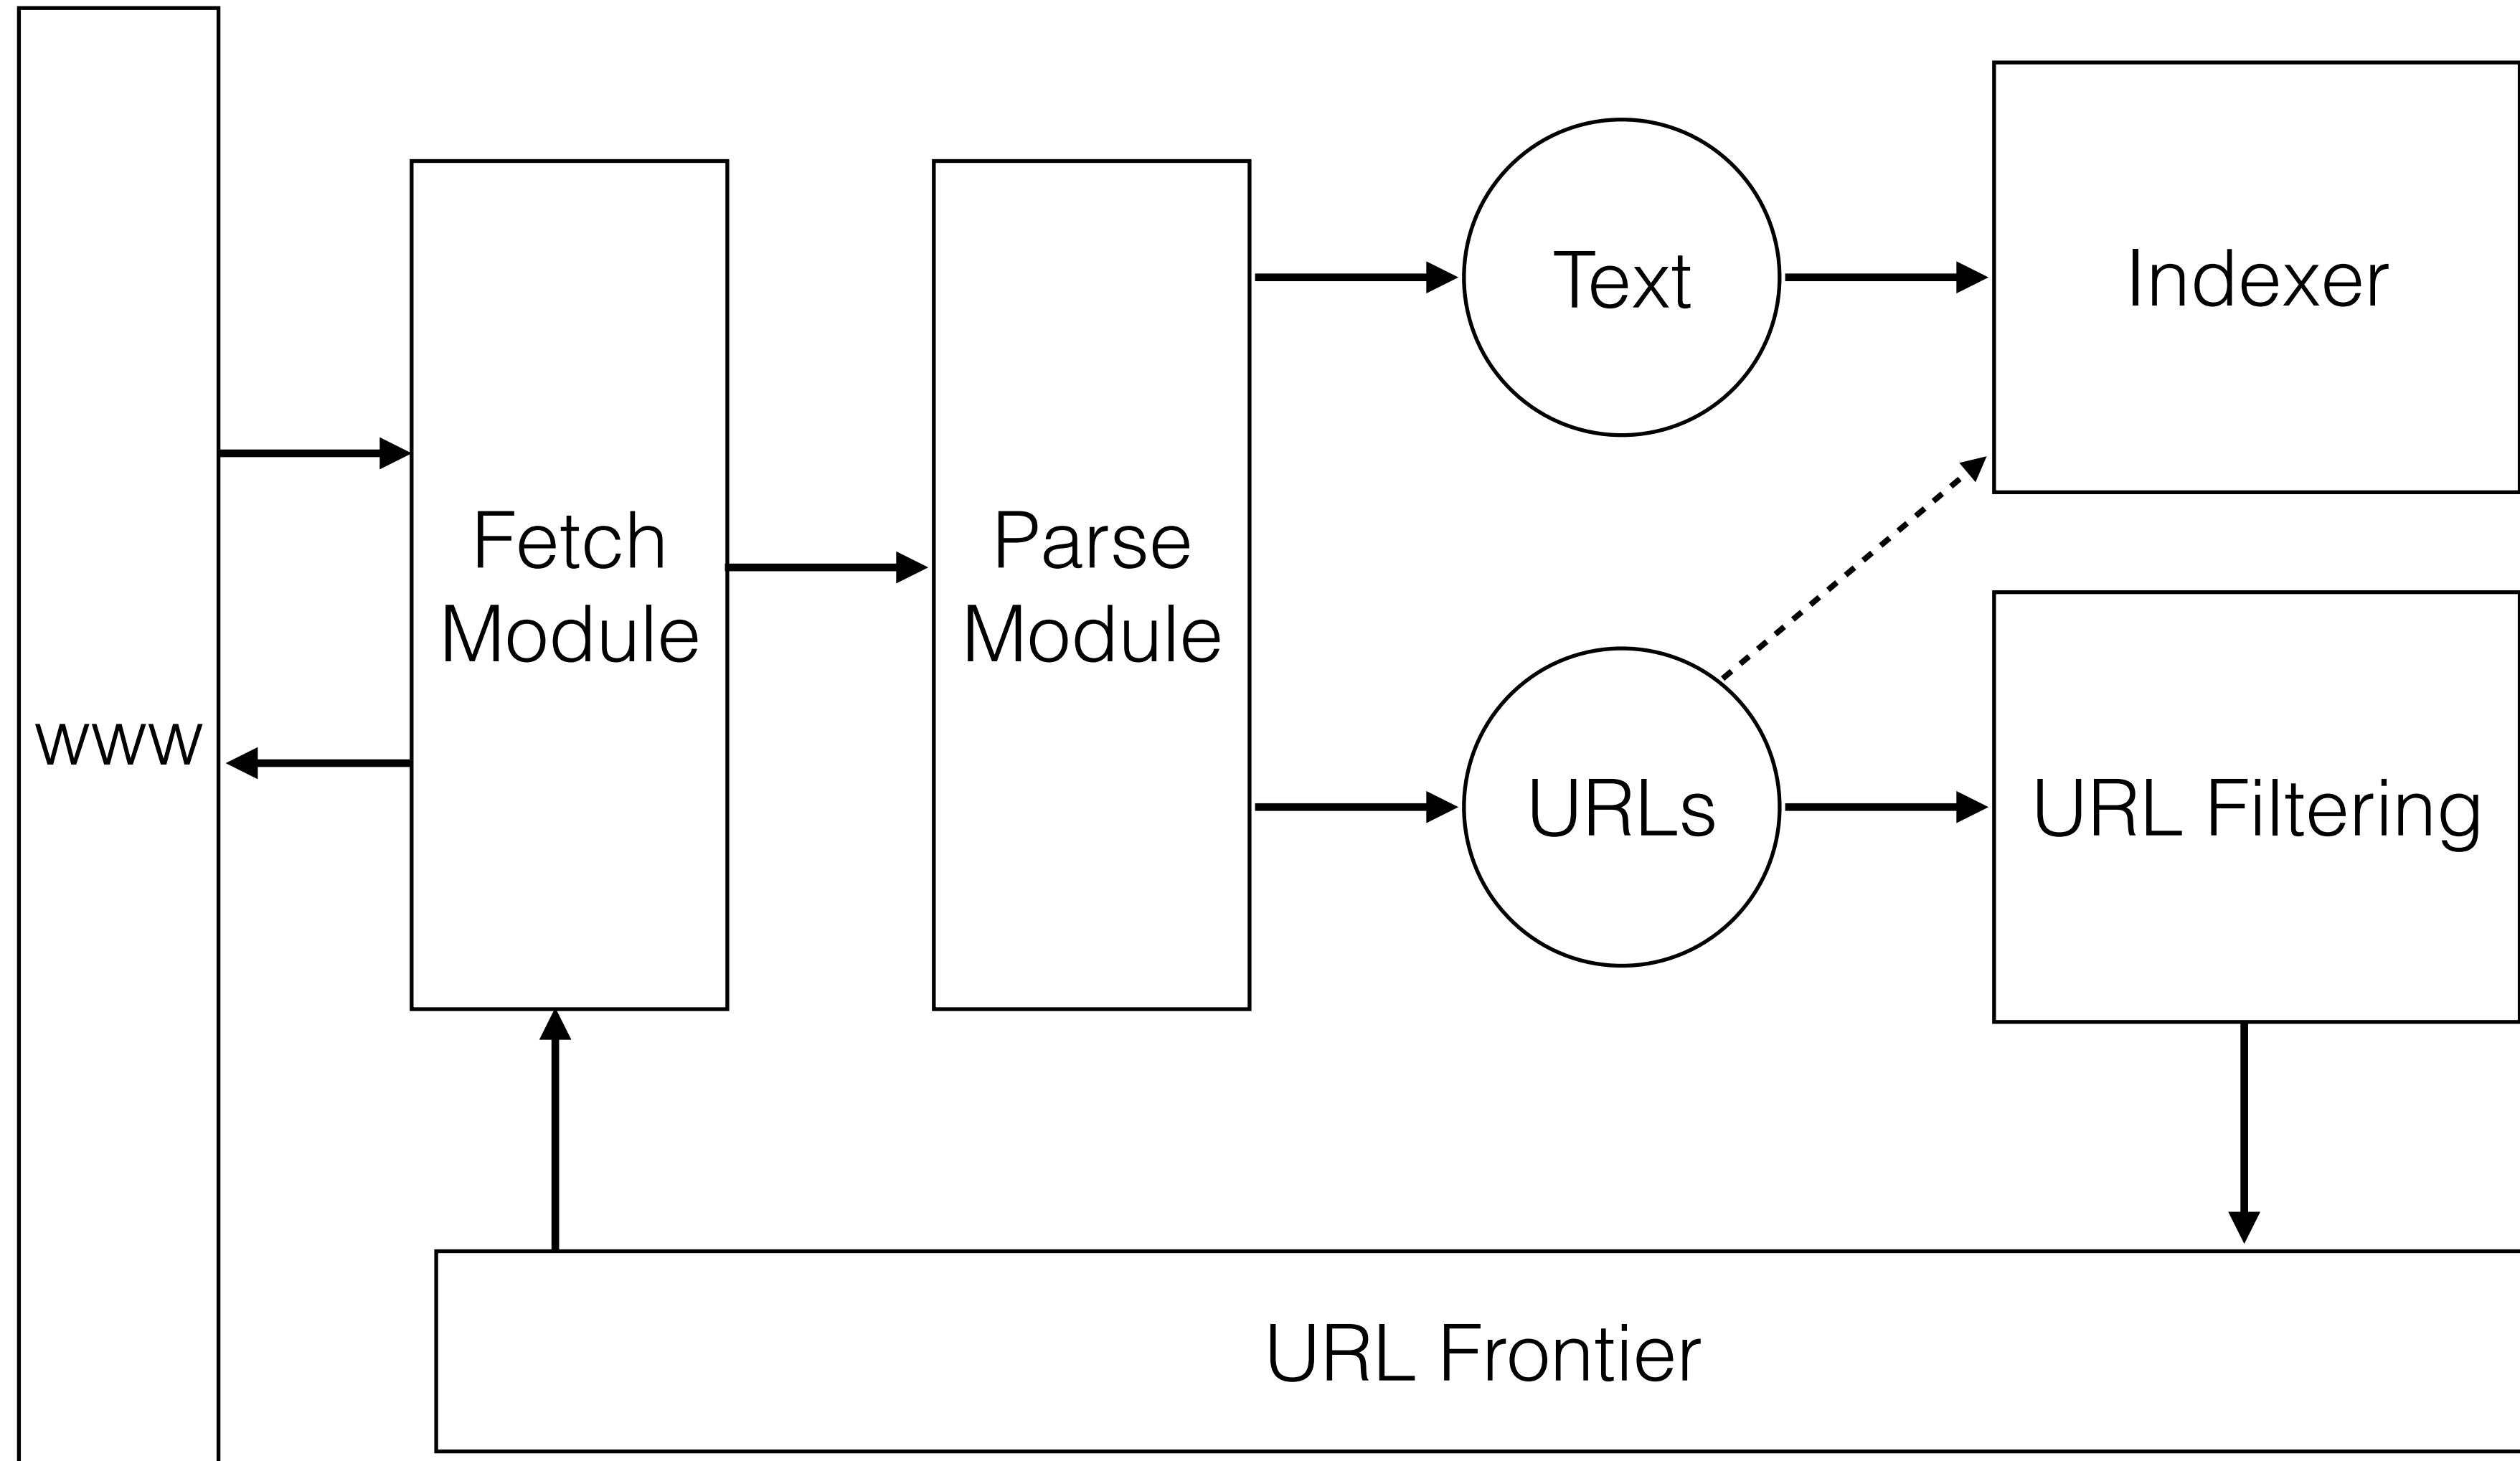 www
Fetch
Module
Parse
Module
Text
Indexer
URLs
URL Filtering
URL Frontier